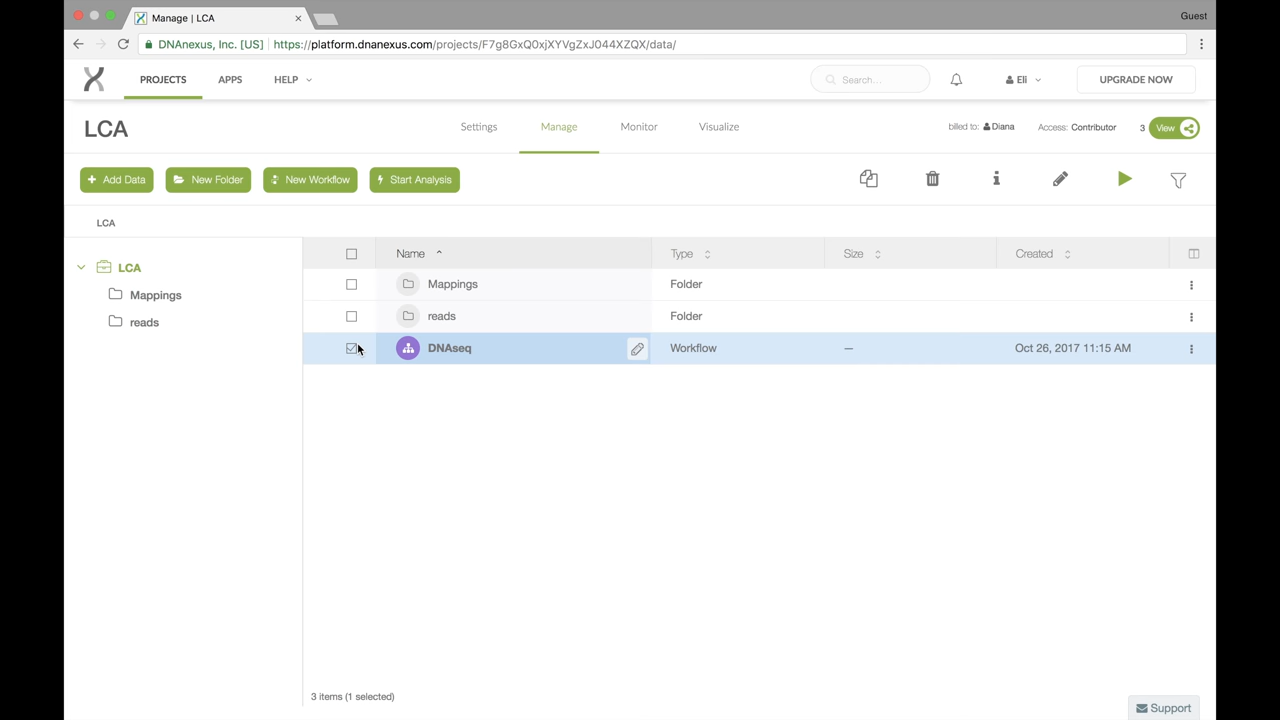 Manage | LCA
Guest
DNAnexus, Inc. [US] https://platform.dnanexus.com/projects/F7g8GxQ0xjXYVgZxJ044XZQX/data/
PROJECTS APPS HELP Search... Eli UPGRADE NOW
LCA Settings Manage Monitor Visualize billed to: Diana Access: Contributor 3 View
Add Data New Folder New Workflow Start Analysis
LCA
Name Type Size Created
LCA
Mappings
reads
Mappings Folder
reads Folder
DNAseq Workflow — Oct 26, 2017 11:15 AM
3 items (1 selected)
Support